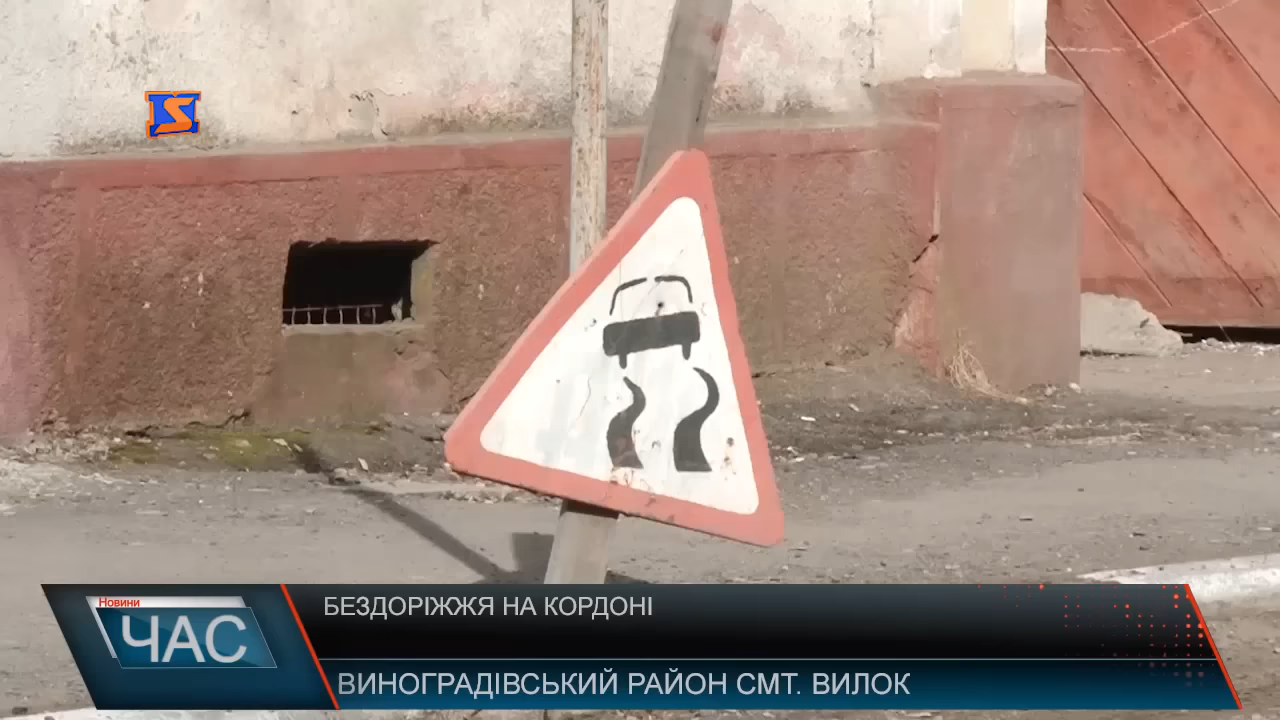 Новини
ЧАС
БЕЗДОРІЖЖЯ НА КОРДОНІ
ВИНОГРАДІВСЬКИЙ РАЙОН СМТ. ВИЛОК